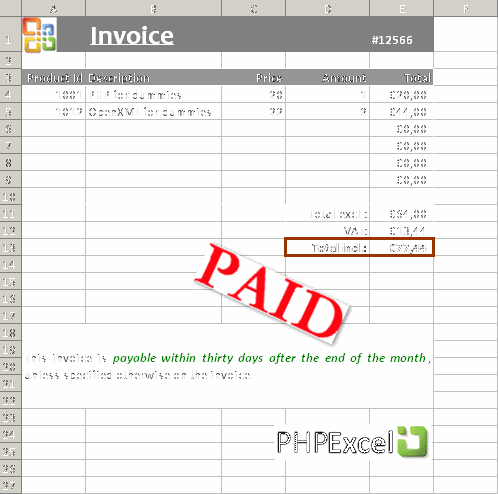 A B C D E F
1 Invoice #12566
2
3 Product Id Description Price Amount Total
4 1001 PHP for dummies 20 1 €20,00
5 1012 OpenXML for dummies 22 2 €44,00
6 €0,00
7 €0,00
8 €0,00
9 €0,00
10
11 Total excl.: €64,00
12 VAT: €13,44
13 Total incl.: €77,44
14
15
16
17
PAID
18
19
20 This invoice is payable within thirty days after the end of the month,
21 unless specified otherwise on the invoice.
22
23
24 PHPExcel
25
26
27